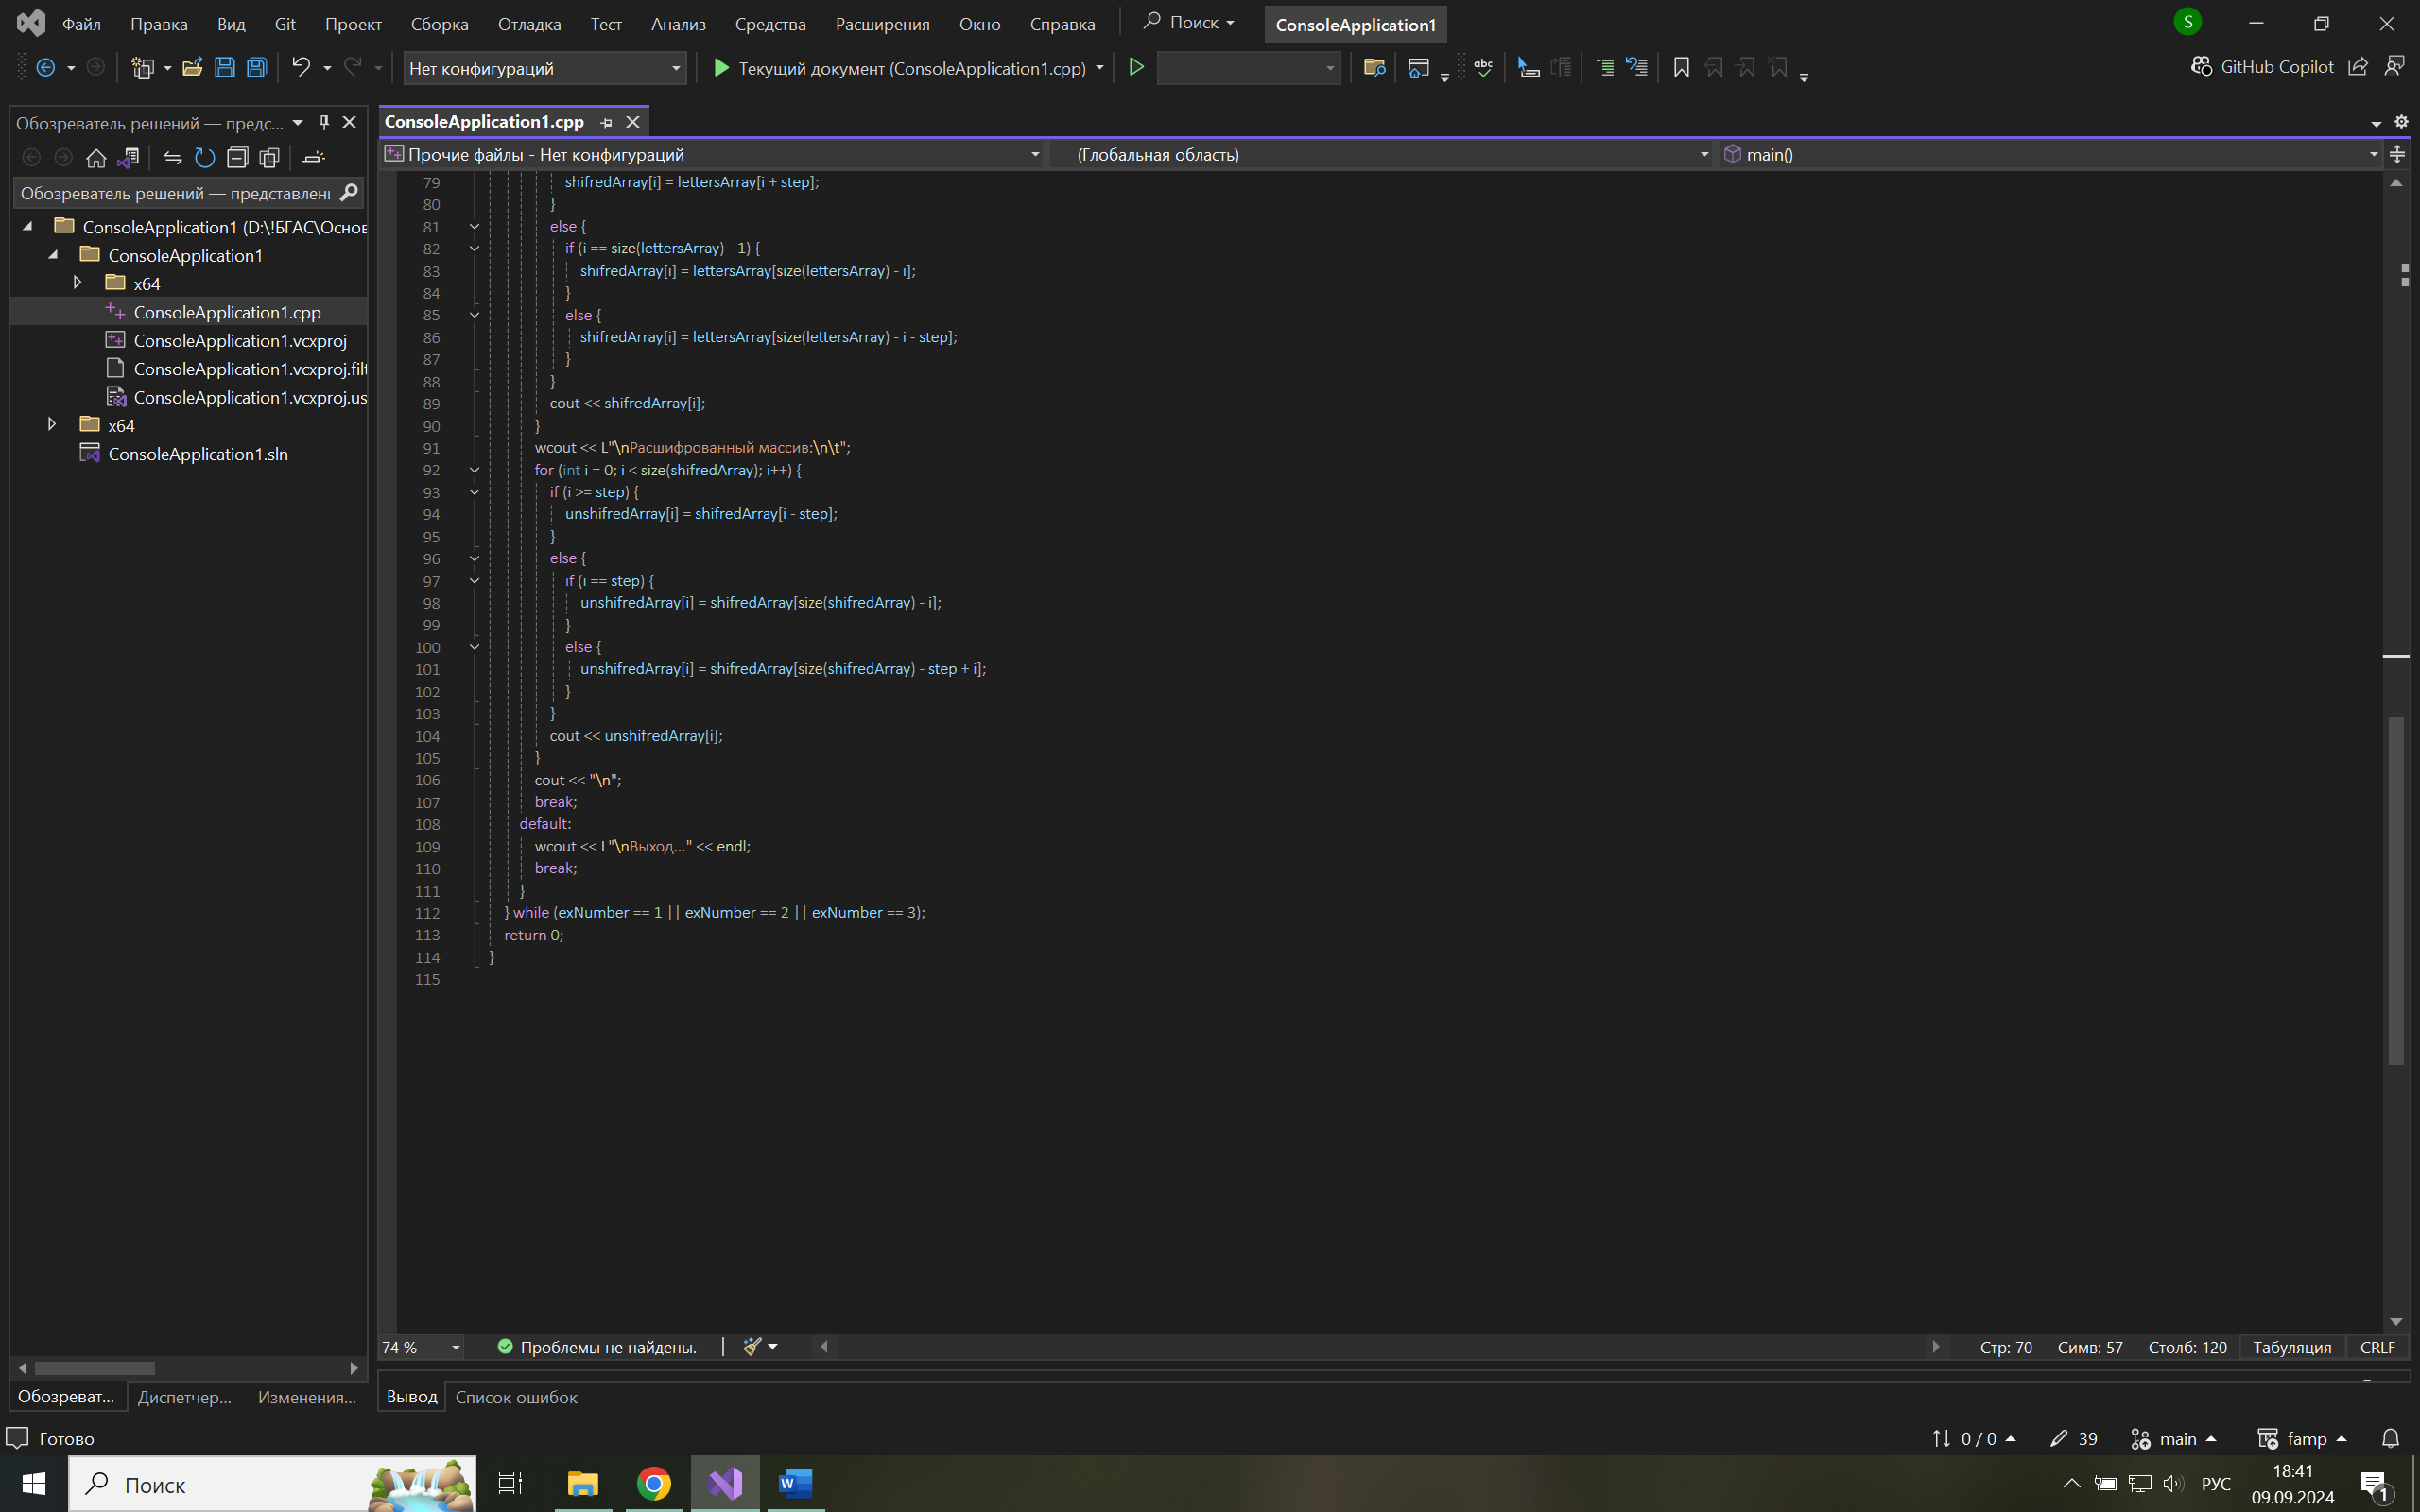 Файл Правка Вид Git Проект Сборка Отладка Тест Анализ Средства Расширения Окно Справка Поиск ConsoleApplication1 S
Нет конфигураций Текущий документ (ConsoleApplication1.cpp) abc GitHub Copilot
Обозреватель решений — предс...
Обозреватель решений — представлени
ConsoleApplication1 (D:\!БГАС\Основ
ConsoleApplication1
x64
ConsoleApplication1.cpp
ConsoleApplication1.vcxproj
ConsoleApplication1.vcxproj.filt
ConsoleApplication1.vcxproj.us
x64
ConsoleApplication1.sln
ConsoleApplication1.cpp
Прочие файлы - Нет конфигураций (Глобальная область) main()
79 shifredArray[i] = lettersArray[i + step];
80 }
81 else {
82 if (i == size(lettersArray) - 1) {
83 shifredArray[i] = lettersArray[size(lettersArray) - i];
84 }
85 else {
86 shifredArray[i] = lettersArray[size(lettersArray) - i - step];
87 }
88 }
89 cout << shifredArray[i];
90 }
91 wcout << L"\nРасшифрованный массив:\n\t";
92 for (int i = 0; i < size(shifredArray); i++) {
93 if (i >= step) {
94 unshifredArray[i] = shifredArray[i - step];
95 }
96 else {
97 if (i == step) {
98 unshifredArray[i] = shifredArray[size(shifredArray) - i];
99 }
100 else {
101 unshifredArray[i] = shifredArray[size(shifredArray) - step + i];
102 }
103 }
104 cout << unshifredArray[i];
105 }
106 cout << "\n";
107 break;
108 default:
109 wcout << L"\nВыход..." << endl;
110 break;
111 }
112 } while (exNumber == 1 || exNumber == 2 || exNumber == 3);
113 return 0;
114 }
115
74 % Проблемы не найдены. Стр: 70 Симв: 57 Столб: 120 Табуляция CRLF
Обозреват... Диспетчер... Изменения... Вывод Список ошибок
Готово 0 / 0 39 main famp
Поиск W РУС 18:41
09.09.2024 1